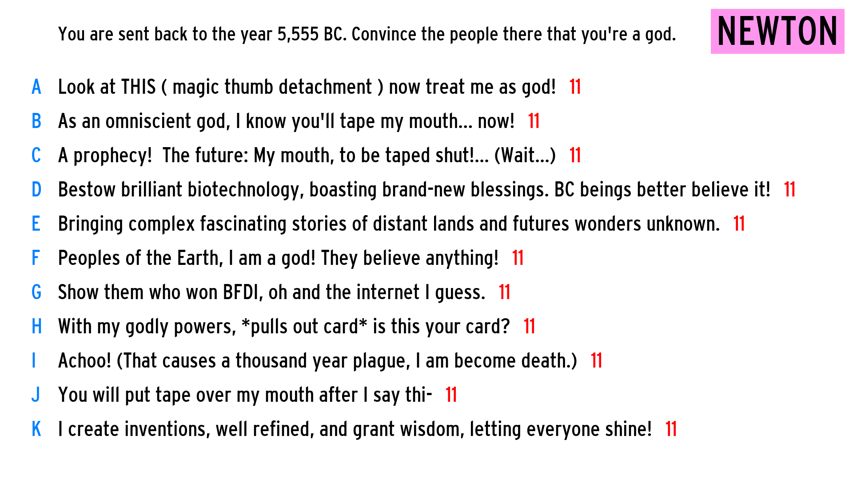 You are sent back to the year 5,555 BC. Convince the people there that you're a god.
NEWTON
A Look at THIS ( magic thumb detachment ) now treat me as god! 11
B As an omniscient god, I know you'll tape my mouth... now! 11
C A prophecy! The future: My mouth, to be taped shut!... (Wait...) 11
D Bestow brilliant biotechnology, boasting brand-new blessings. BC beings better believe it! 11
E Bringing complex fascinating stories of distant lands and futures wonders unknown. 11
F Peoples of the Earth, I am a god! They believe anything! 11
G Show them who won BFDI, oh and the internet I guess. 11
H With my godly powers, *pulls out card* is this your card? 11
I Achoo! (That causes a thousand year plague, I am become death.) 11
J You will put tape over my mouth after I say thi- 11
K I create inventions, well refined, and grant wisdom, letting everyone shine! 11